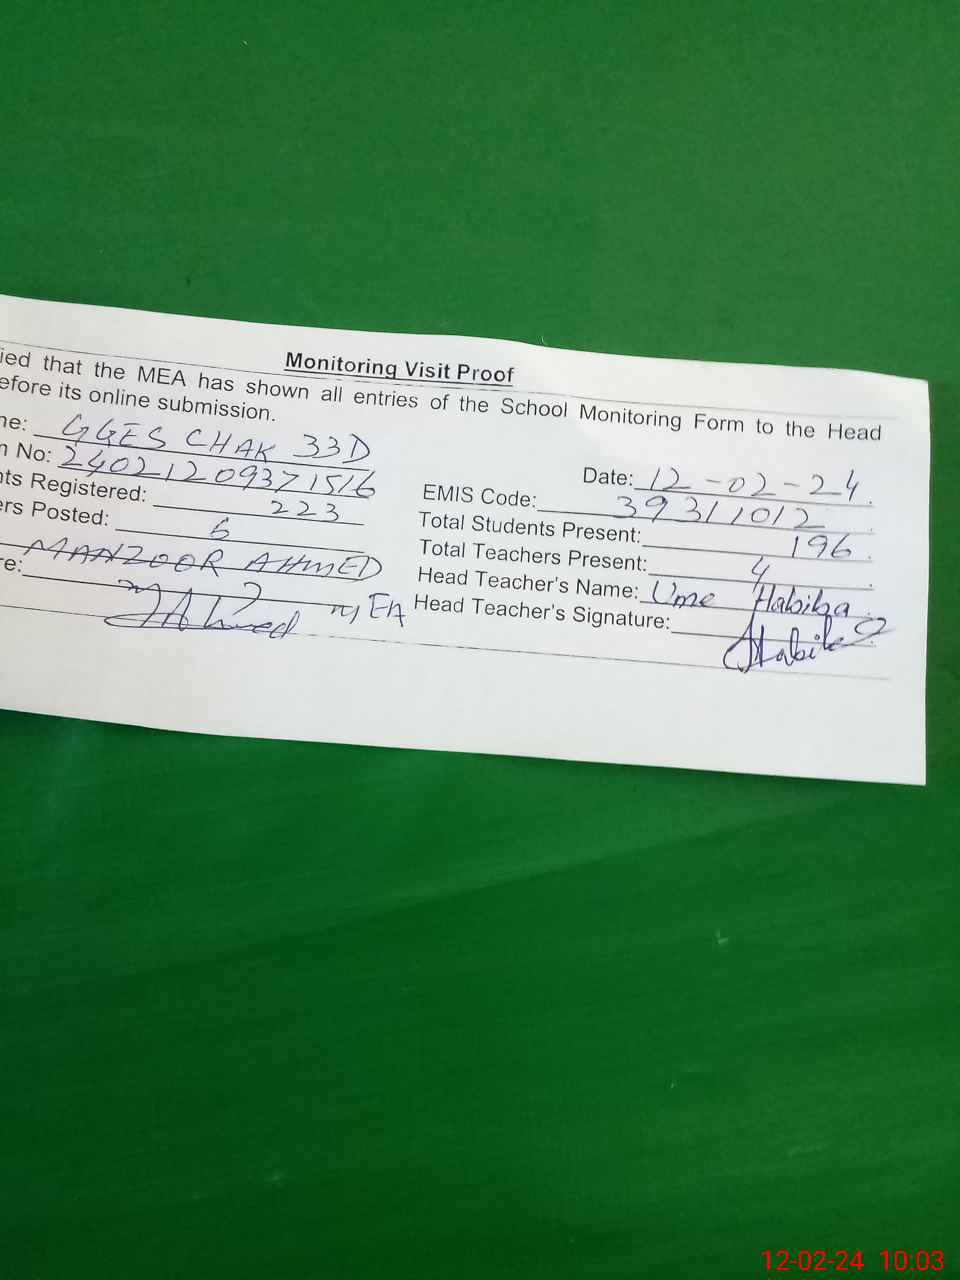 Monitoring Visit Proof
ied that the MEA has shown all entries of the School Monitoring Form to the Head
efore its online submission.
ne: GGES CHAK 33D
Date: 12-02-24
n No: 2402120937 1516
EMIS Code: 39311012
nts Registered: 223
Total Students Present: 196
ers Posted: 6
Total Teachers Present: 4
MANZOOR AHMED
Head Teacher's Name: Ume Habiba
re: MEA
Head Teacher's Signature: Habiba
12-02-24 10:03